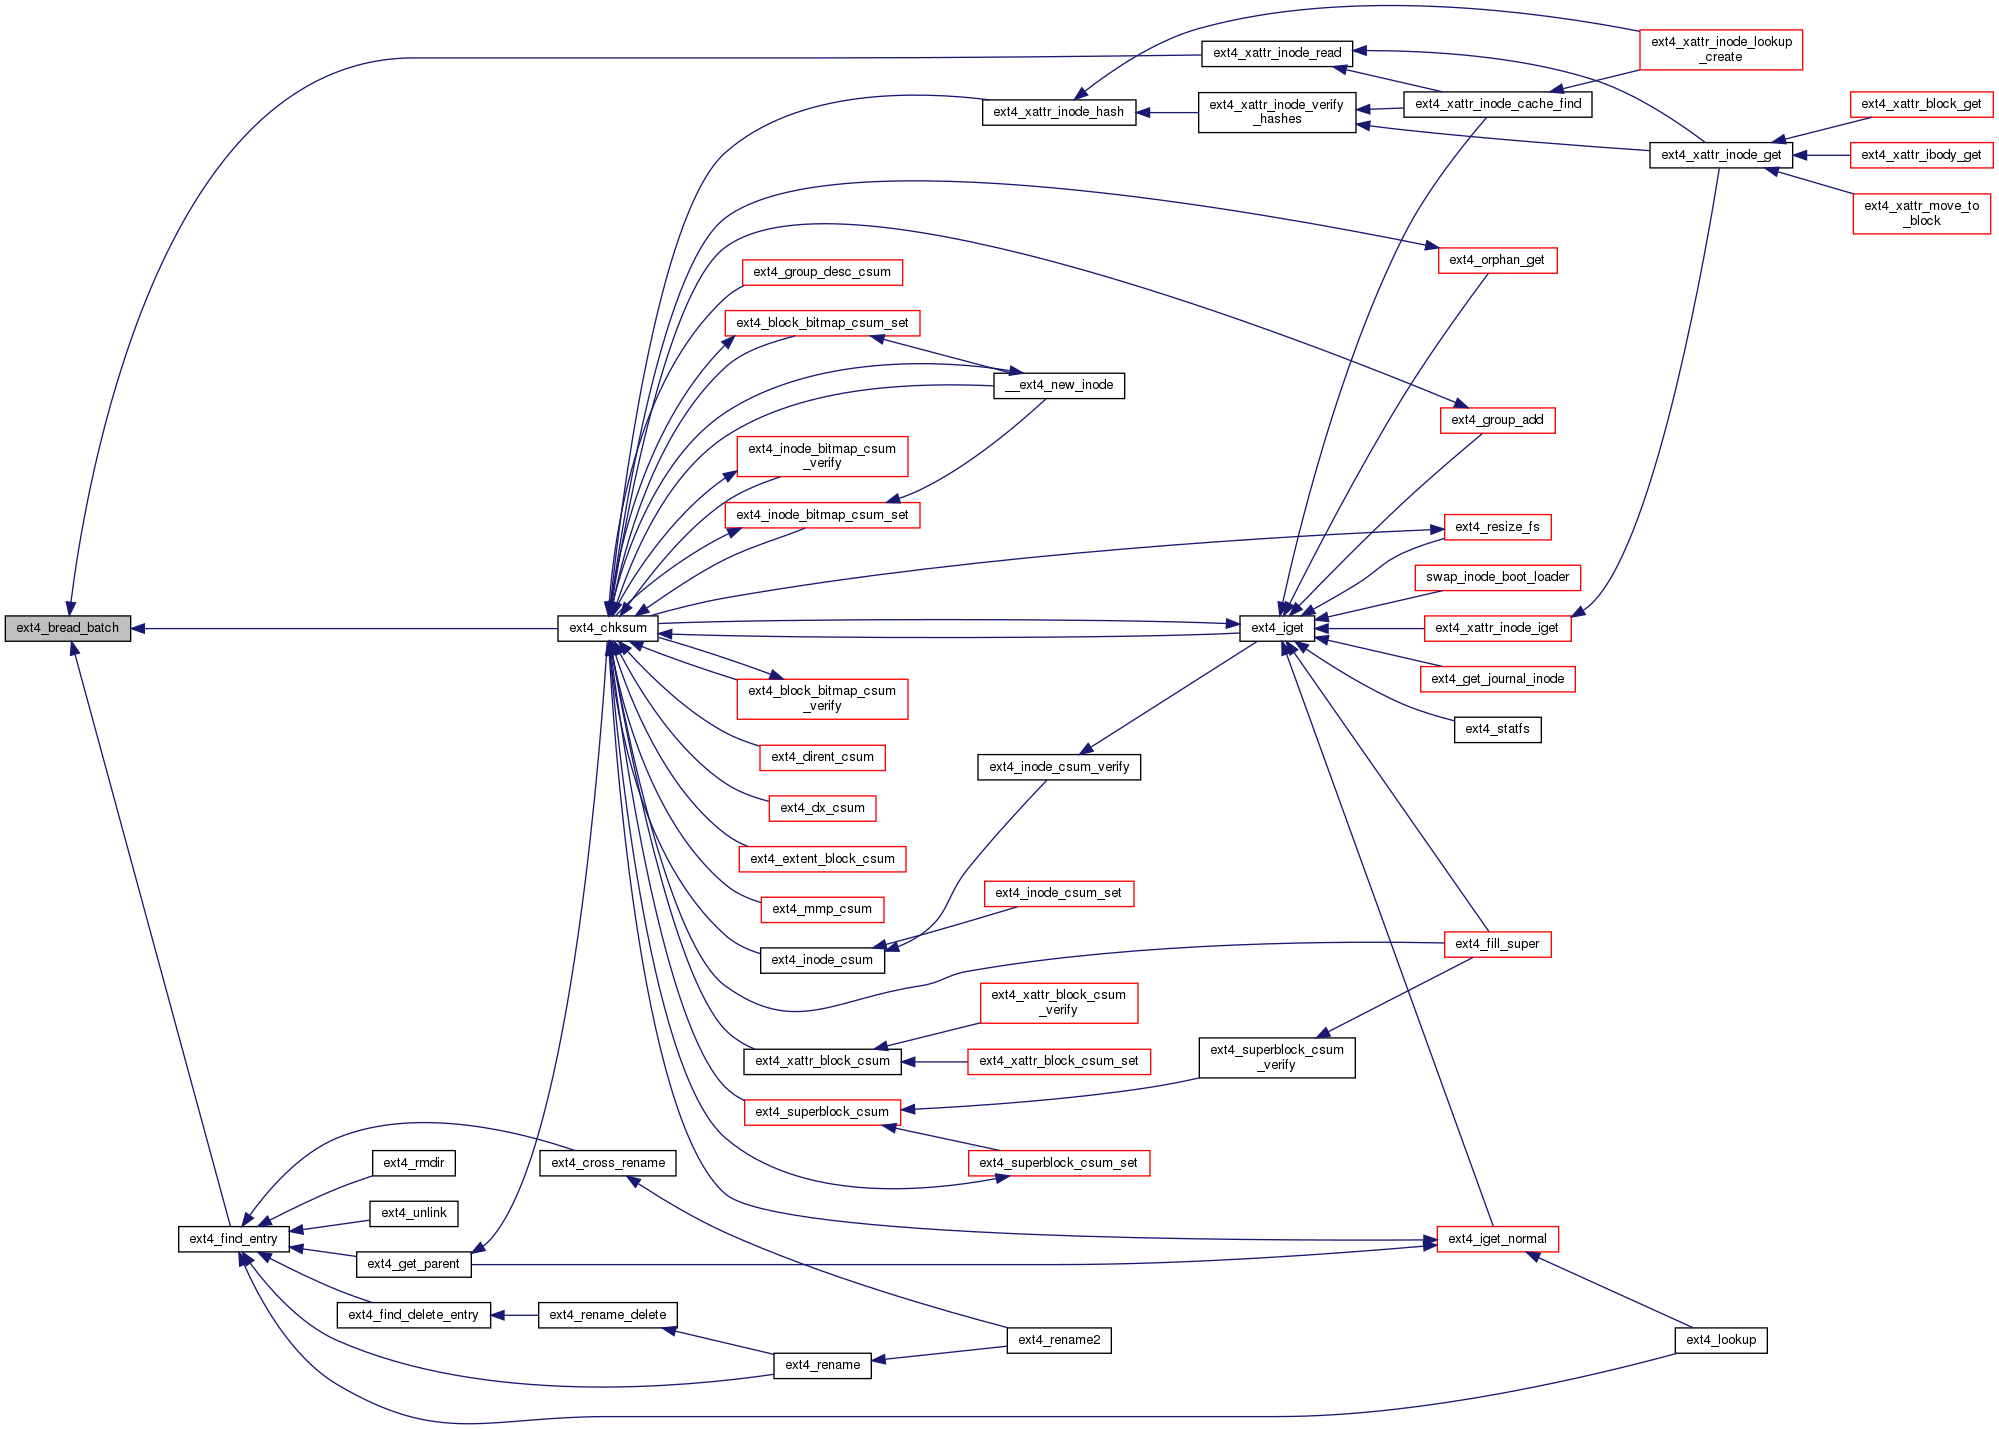 ext4_xattr_inode_lookup
_create
ext4_xattr_inode_read
ext4_xattr_inode_hash
ext4_xattr_inode_verify
_hashes
ext4_xattr_inode_cache_find
ext4_xattr_block_get
ext4_xattr_inode_get
ext4_xattr_ibody_get
ext4_xattr_move_to
_block
ext4_orphan_get
ext4_group_desc_csum
ext4_block_bitmap_csum_set
__ext4_new_inode
ext4_group_add
ext4_inode_bitmap_csum
_verify
ext4_inode_bitmap_csum_set
ext4_resize_fs
swap_inode_boot_loader
ext4_bread_batch
ext4_chksum
ext4_iget
ext4_xattr_inode_iget
ext4_get_journal_inode
ext4_block_bitmap_csum
_verify
ext4_statfs
ext4_dirent_csum
ext4_inode_csum_verify
ext4_dx_csum
ext4_extent_block_csum
ext4_inode_csum_set
ext4_mmp_csum
ext4_fill_super
ext4_inode_csum
ext4_xattr_block_csum
_verify
ext4_xattr_block_csum
ext4_xattr_block_csum_set
ext4_superblock_csum
_verify
ext4_superblock_csum
ext4_rmdir
ext4_cross_rename
ext4_superblock_csum_set
ext4_unlink
ext4_find_entry
ext4_iget_normal
ext4_get_parent
ext4_find_delete_entry
ext4_rename_delete
ext4_rename2
ext4_lookup
ext4_rename